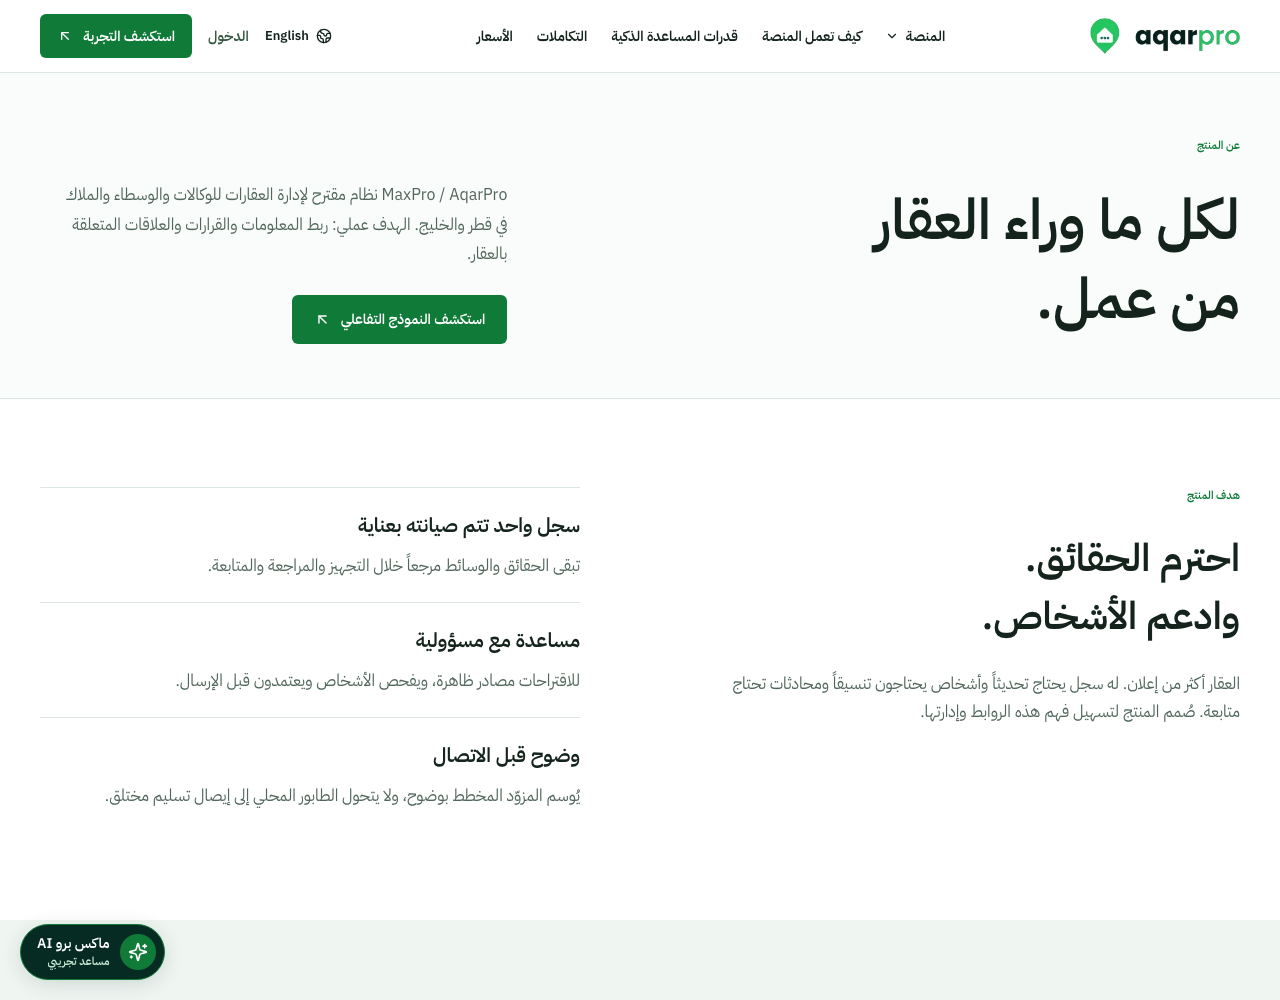 aqarpro
المنصة
كيف تعمل المنصة
قدرات المساعدة الذكية
التكاملات
الأسعار
English
الدخول
استكشف التجربة
عن المنتج
لكل ما وراء العقار
من عمل.
MaxPro / AqarPro نظام مقترح لإدارة العقارات للوكالات والوسطاء والملاك
في قطر والخليج. الهدف عملي: ربط المعلومات والقرارات والعلاقات المتعلقة
بالعقار.
استكشف النموذج التفاعلي
هدف المنتج
احترم الحقائق.
وادعم الأشخاص.
العقار أكثر من إعلان. له سجل يحتاج تحديثاً وأشخاص يحتاجون تنسيقاً ومحادثات تحتاج
متابعة. صُمم المنتج لتسهيل فهم هذه الروابط وإدارتها.
سجل واحد تتم صيانته بعناية
تبقى الحقائق والوسائط مرجعاً خلال التجهيز والمراجعة والمتابعة.
مساعدة مع مسؤولية
للاقتراحات مصادر ظاهرة، ويفحص الأشخاص ويعتمدون قبل الإرسال.
وضوح قبل الاتصال
يُوسم المزوّد المخطط بوضوح، ولا يتحول الطابور المحلي إلى إيصال تسليم مختلق.
ماكس برو AI
مساعد تجريبي